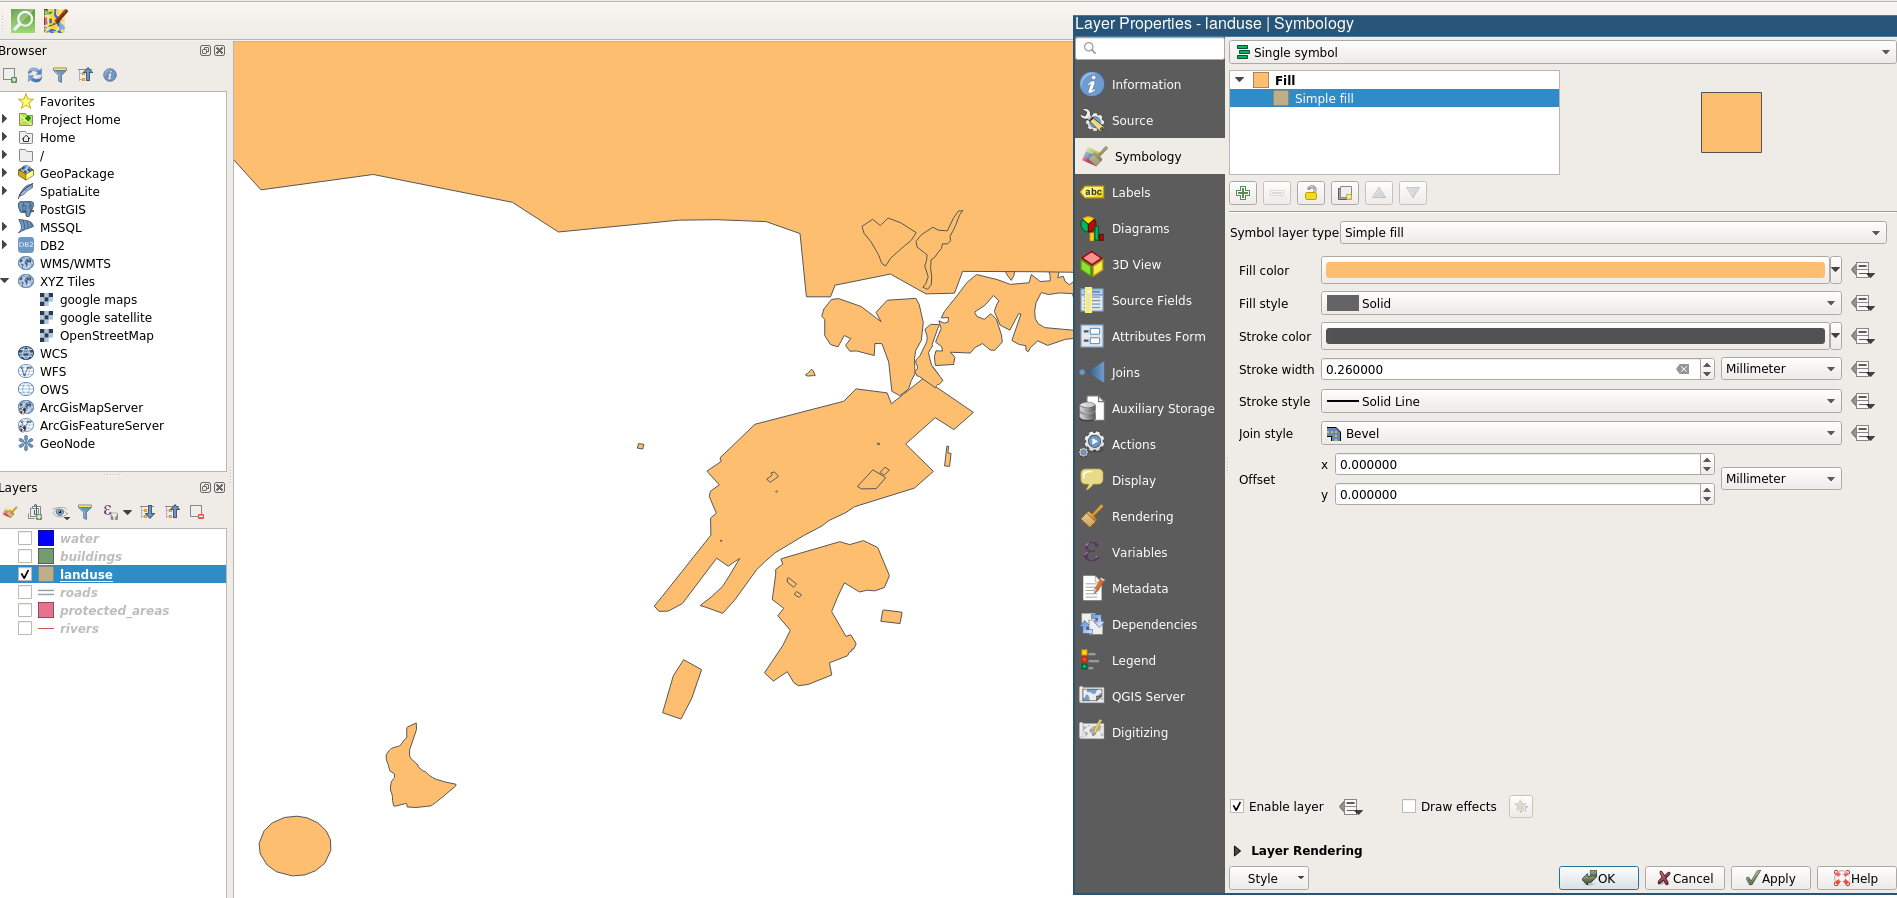 Layer Properties - landuse | Symbology
Browser
Favorites
Project Home
Home
/
GeoPackage
SpatiaLite
PostGIS
MSSQL
DB2
DB2
WMS/WMTS
XYZ Tiles
google maps
google satellite
OpenStreetMap
WCS
WFS
OWS
ArcGisMapServer
ArcGisFeatureServer
GeoNode
Layers
water
buildings
landuse
roads
protected_areas
rivers
Information
Source
Symbology
abc
Labels
Diagrams
3D View
Source Fields
Attributes Form
Joins
Auxiliary Storage
Actions
Display
Rendering
Variables
Metadata
Dependencies
Legend
QGIS Server
Digitizing
Single symbol
Fill
Simple fill
Symbol layer type Simple fill
Fill color
Fill style Solid
Stroke color
Stroke width 0.260000 Millimeter
Stroke style Solid Line
Join style Bevel
Offset
x 0.000000
y 0.000000
Millimeter
Enable layer Draw effects
Layer Rendering
Style OK Cancel Apply Help